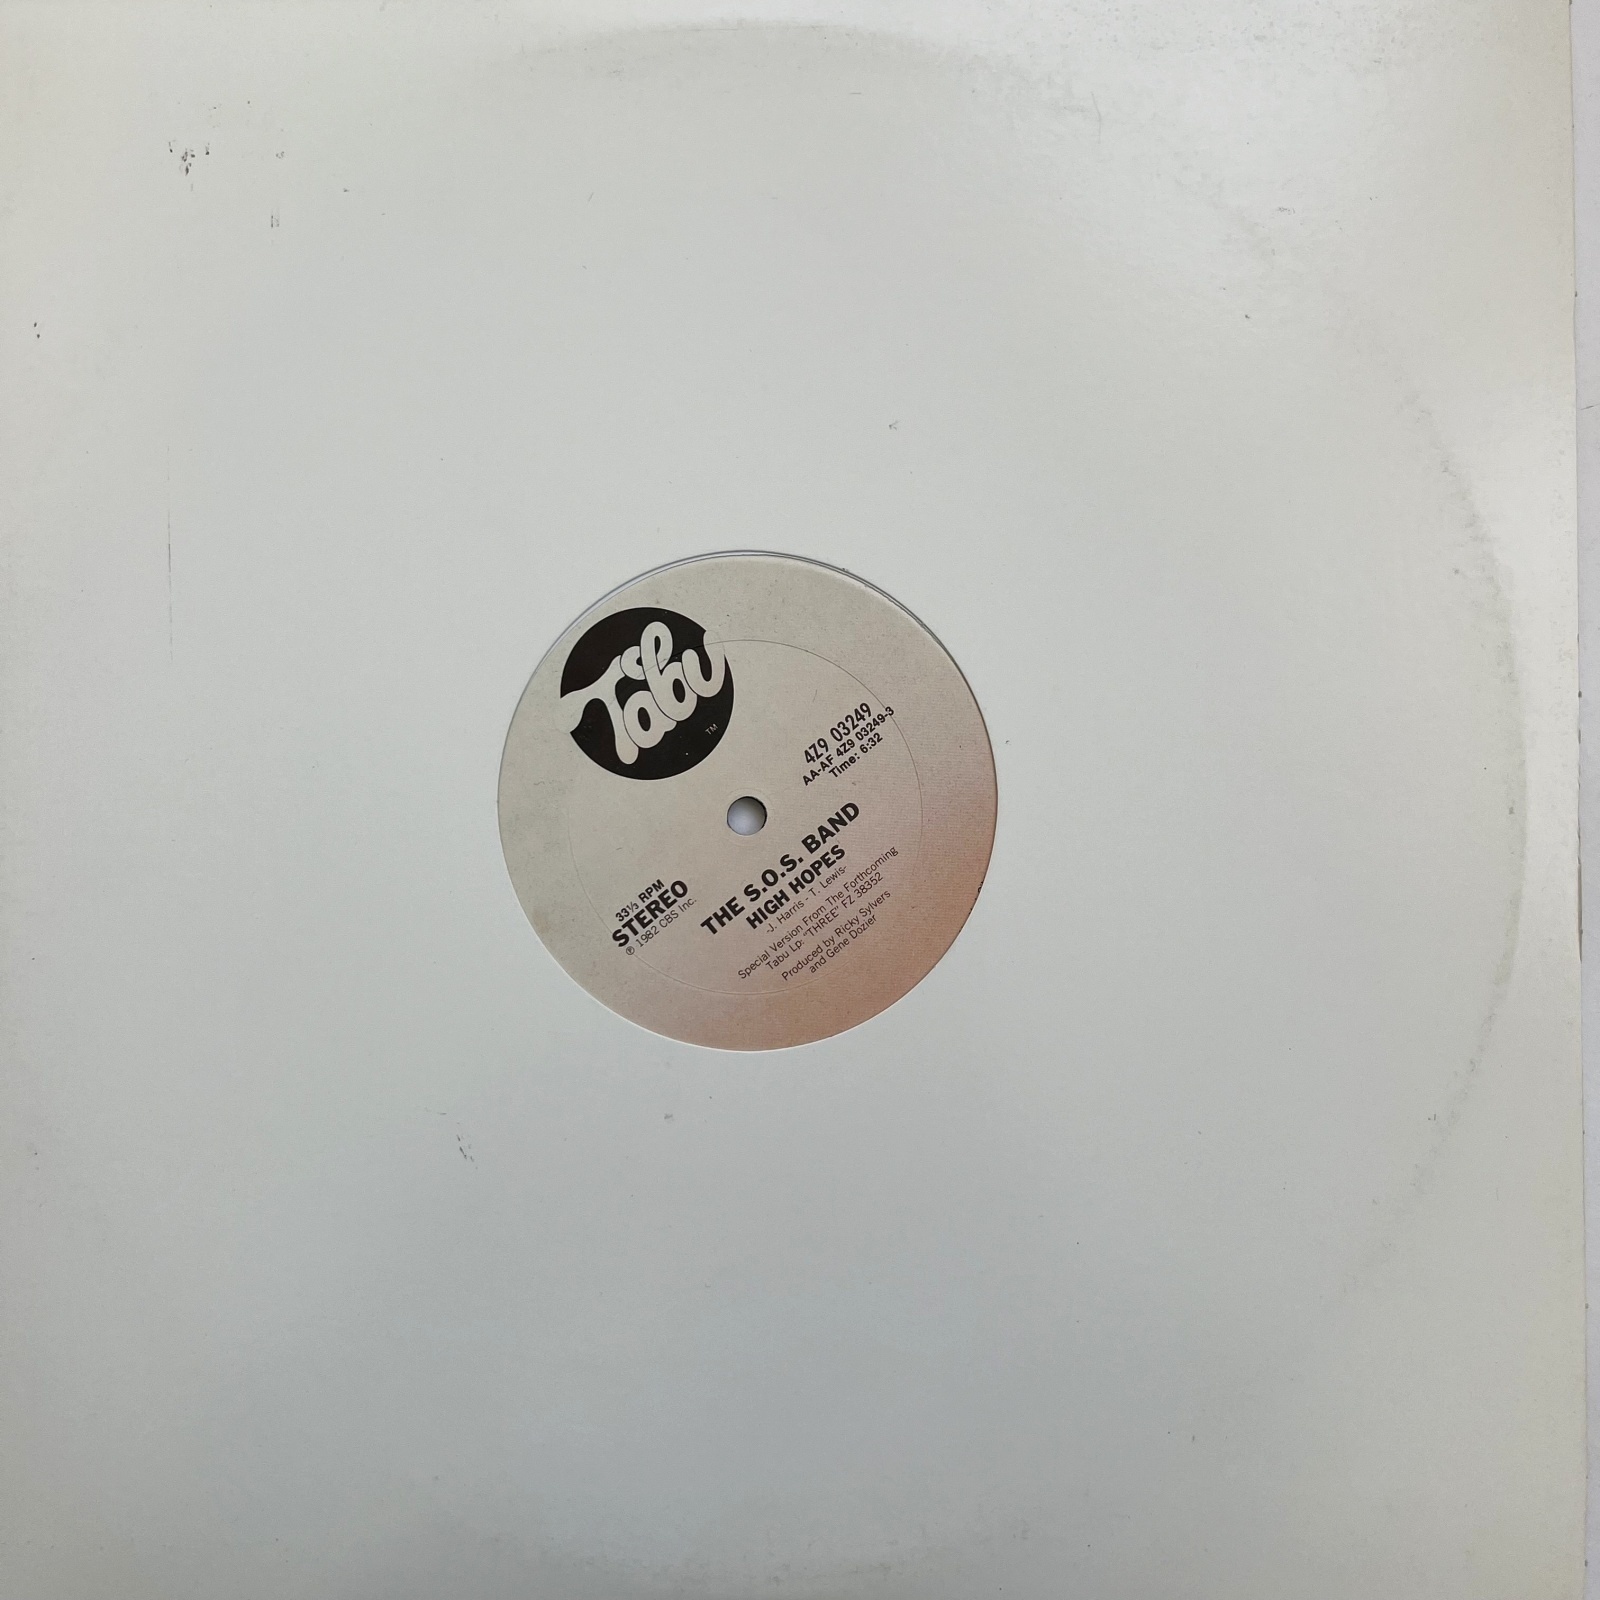 Tabu
TM
4Z9 03249
AA-AF 4Z9 03249-3
Time: 6:32
33⅓ RPM
STEREO
℗ 1982 CBS Inc.
THE S.O.S. BAND
HIGH HOPES
-J. Harris - T. Lewis-
Special Version From The Forthcoming
Tabu Lp: "THREE" FZ 38352
Produced by Ricky Sylvers
and Gene Dozier